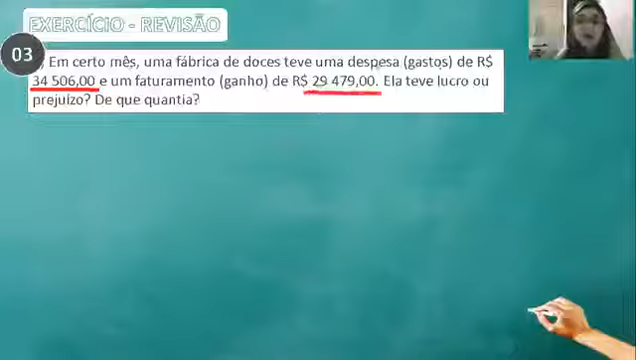 EXERCÍCIO - REVISÃO
03
Em certo mês, uma fábrica de doces teve uma despesa (gastos) de R$
34 506,00 e um faturamento (ganho) de R$ 29 479,00. Ela teve lucro ou
prejuízo? De que quantia?